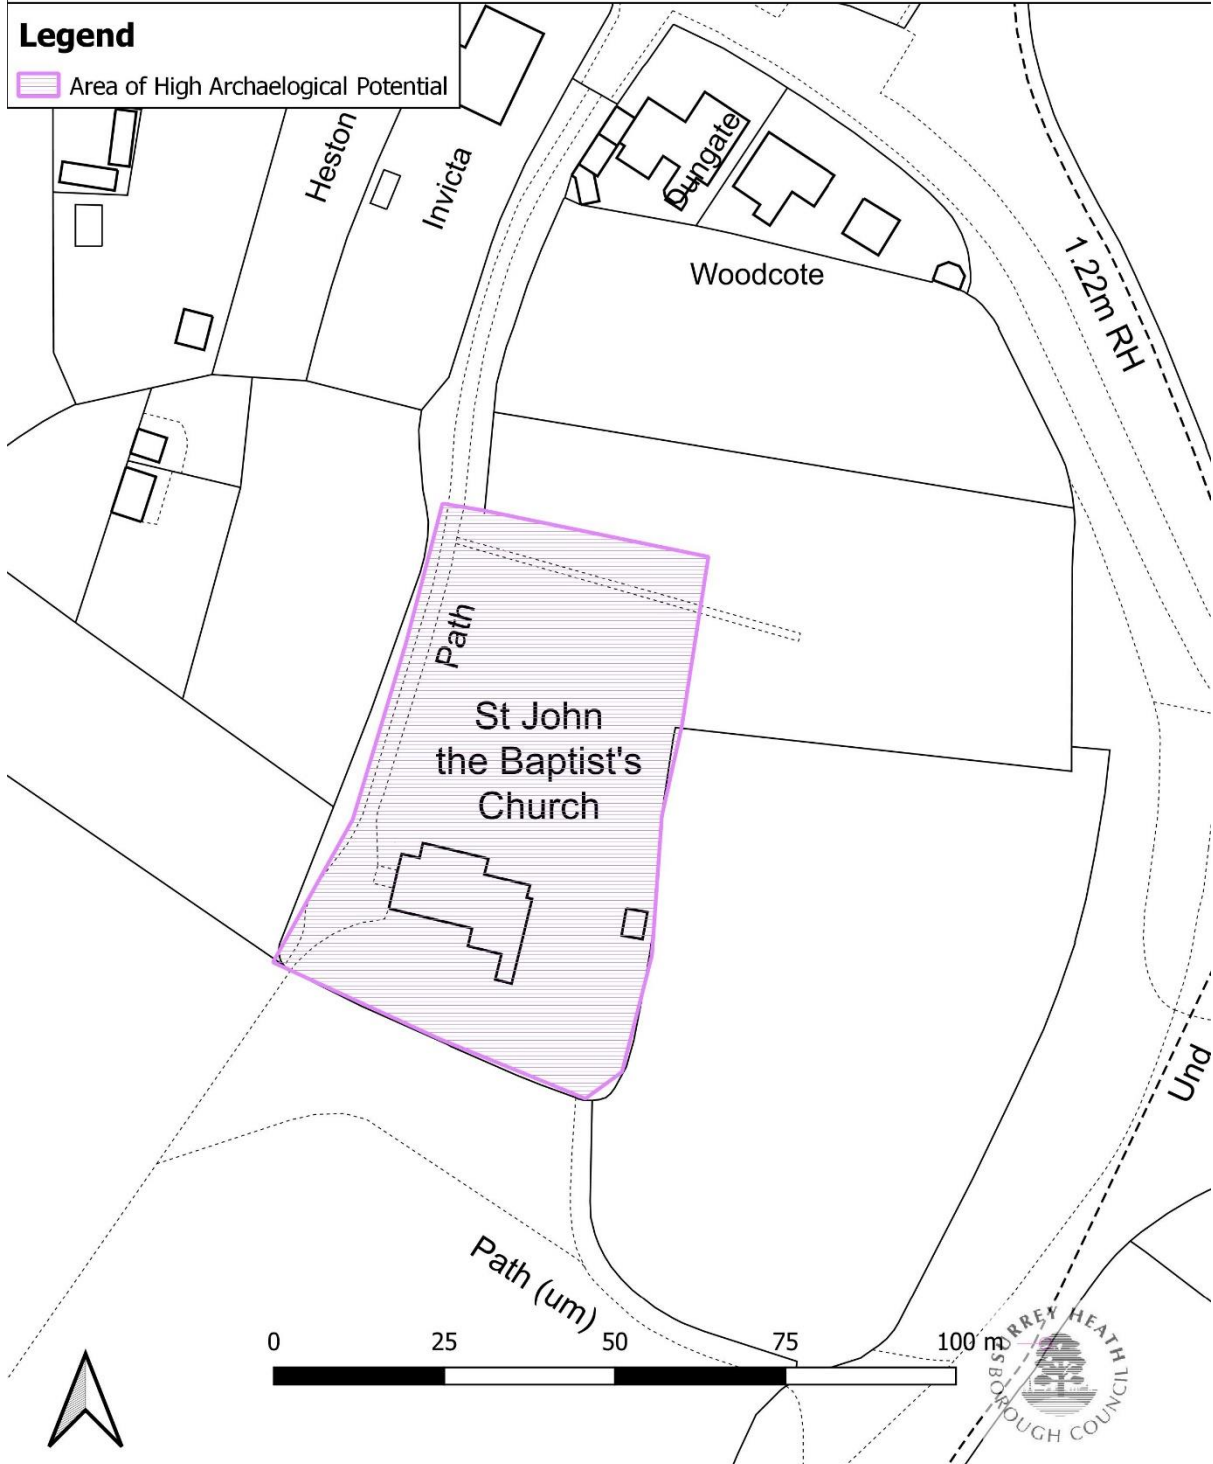 Legend
Area of High Archaelogical Potential
Heston
Invicta
Dungate
Woodcote
1.22m RH
Path
St John
the Baptist's
Church
Und
Path (um)
0 25 50 75 100 m
SURREY HEATH
BOROUGH COUNCIL